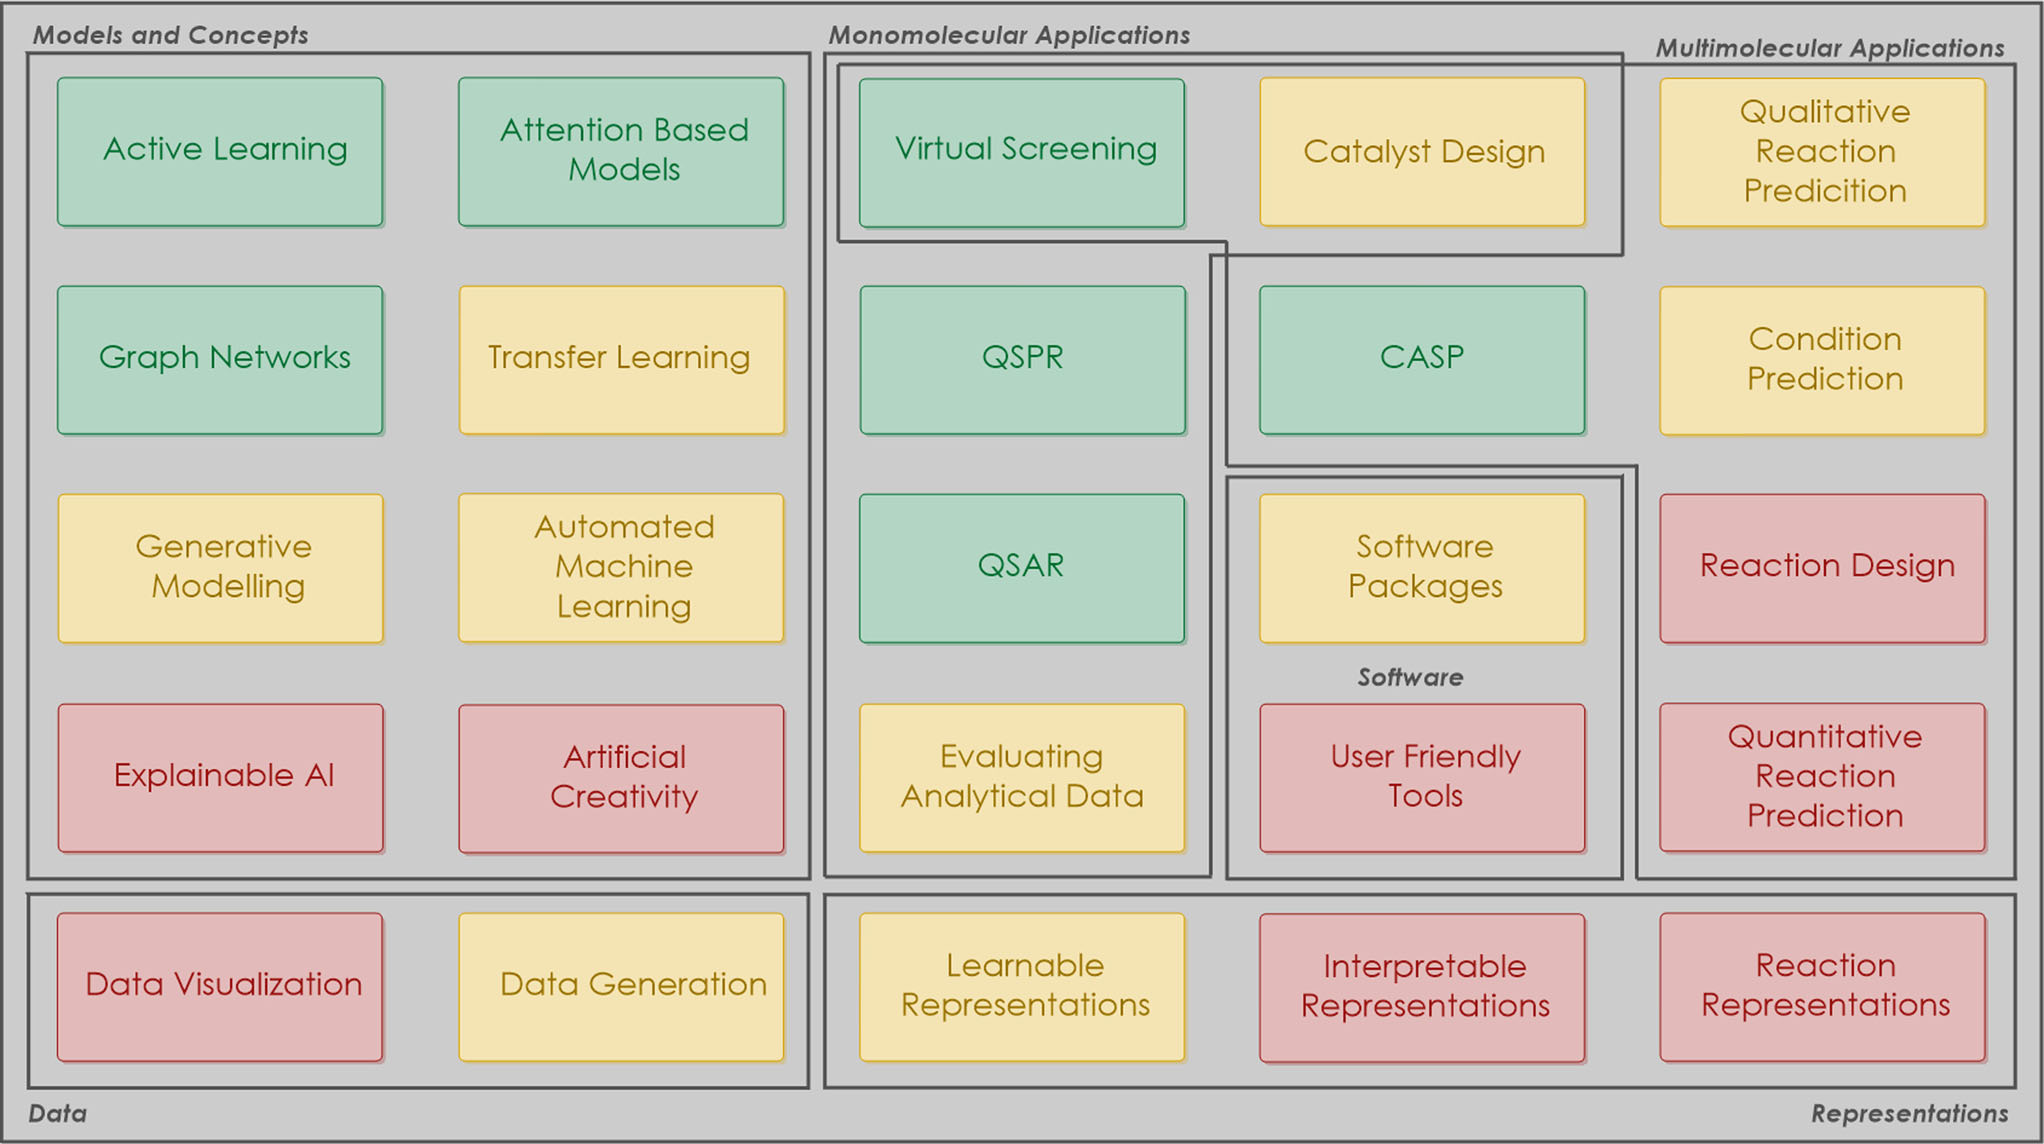 Models and Concepts
Monomolecular Applications
Multimolecular Applications
Active Learning
Attention Based
Models
Virtual Screening
Catalyst Design
Qualitative
Reaction
Predicition
Graph Networks
Transfer Learning
QSPR
CASP
Condition
Prediction
Generative
Modelling
Automated
Machine
Learning
QSAR
Software
Packages
Reaction Design
Software
Explainable AI
Artificial
Creativity
Evaluating
Analytical Data
User Friendly
Tools
Quantitative
Reaction
Prediction
Data Visualization
Data Generation
Learnable
Representations
Interpretable
Representations
Reaction
Representations
Data
Representations